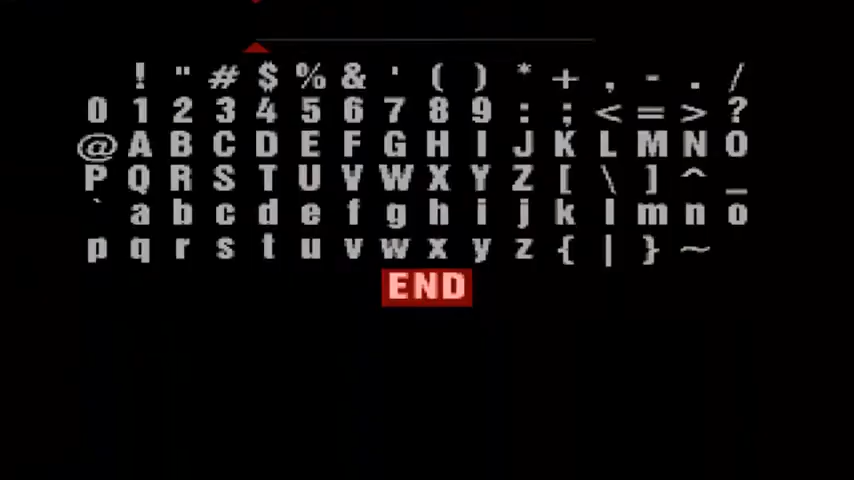 ! " # $ % & ' ( ) * + , - . /
0 1 2 3 4 5 6 7 8 9 : ; < = > ?
@ A B C D E F G H I J K L M N O
P Q R S T U V W X Y Z [ \ ] ^ _
` a b c d e f g h i j k l m n o
p q r s t u v w x y z { | } ~
END